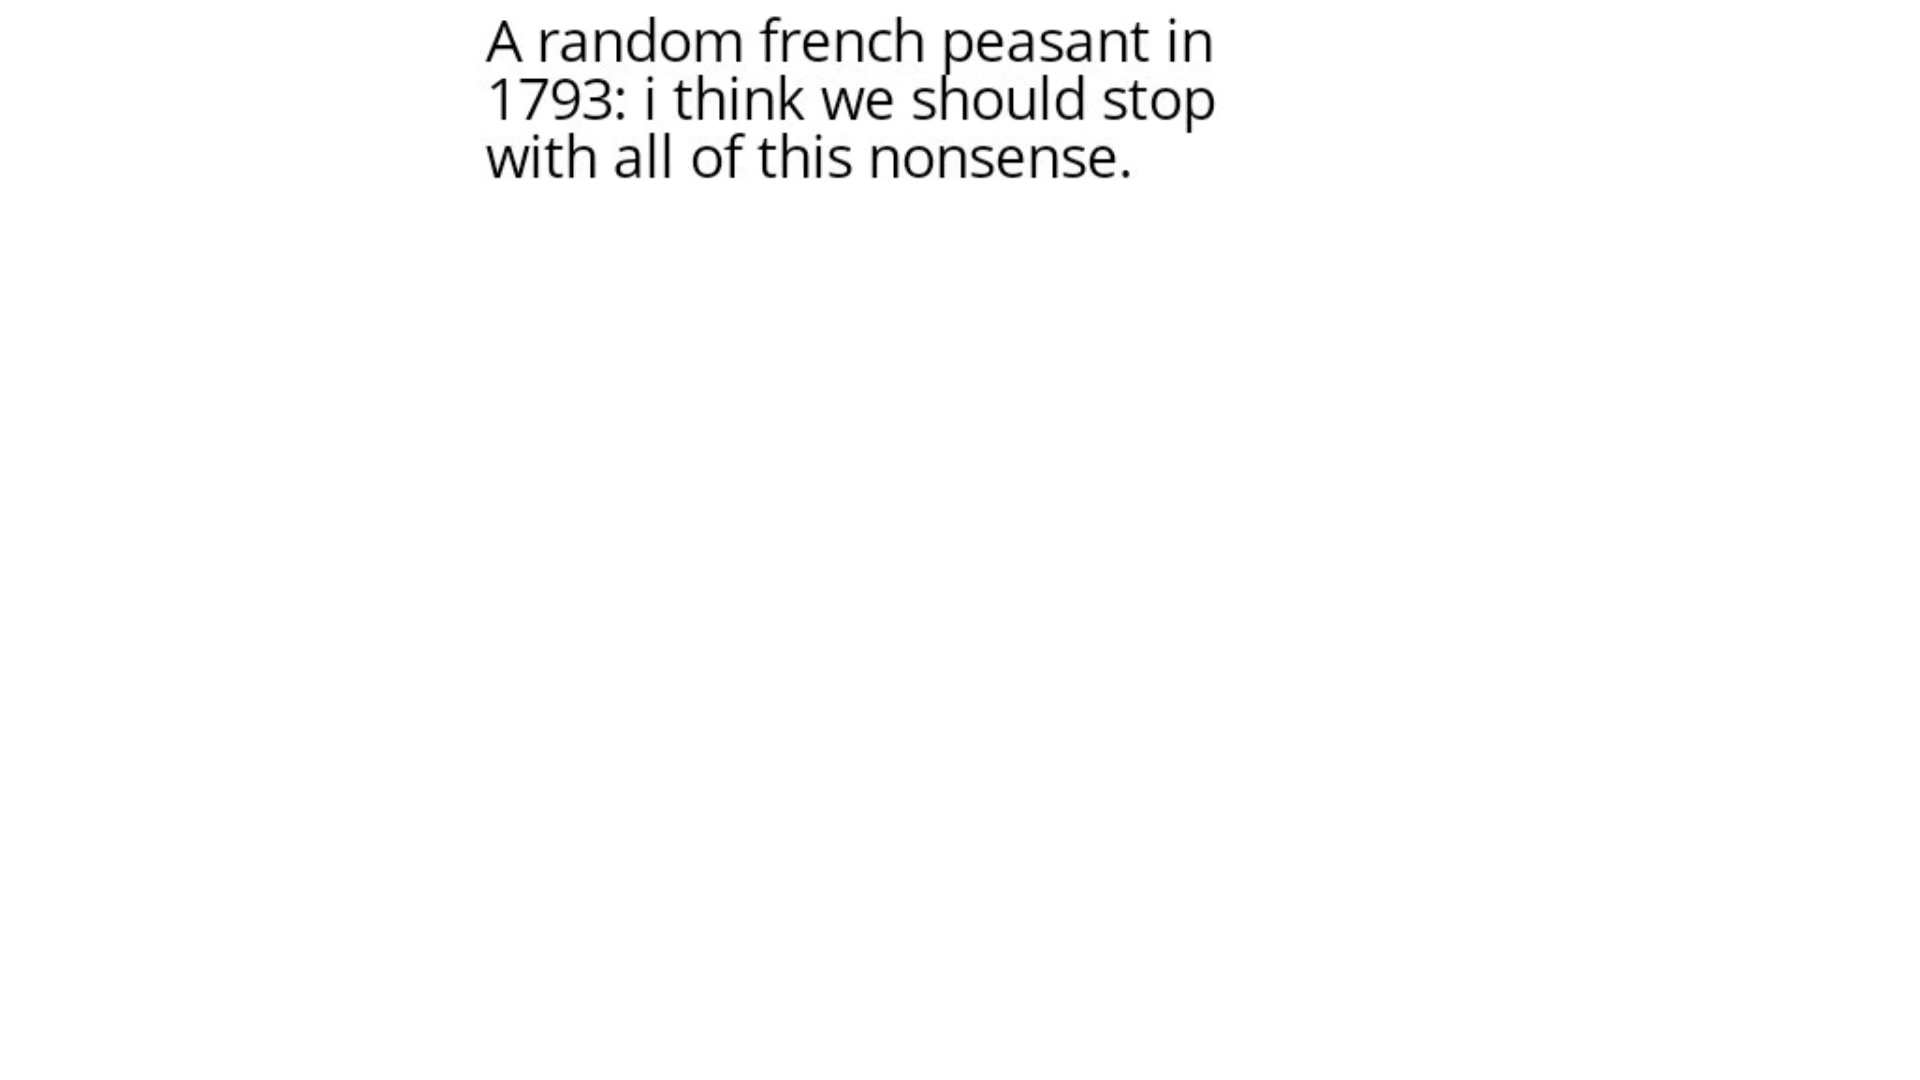 A random french peasant in
1793: i think we should stop
with all of this nonsense.